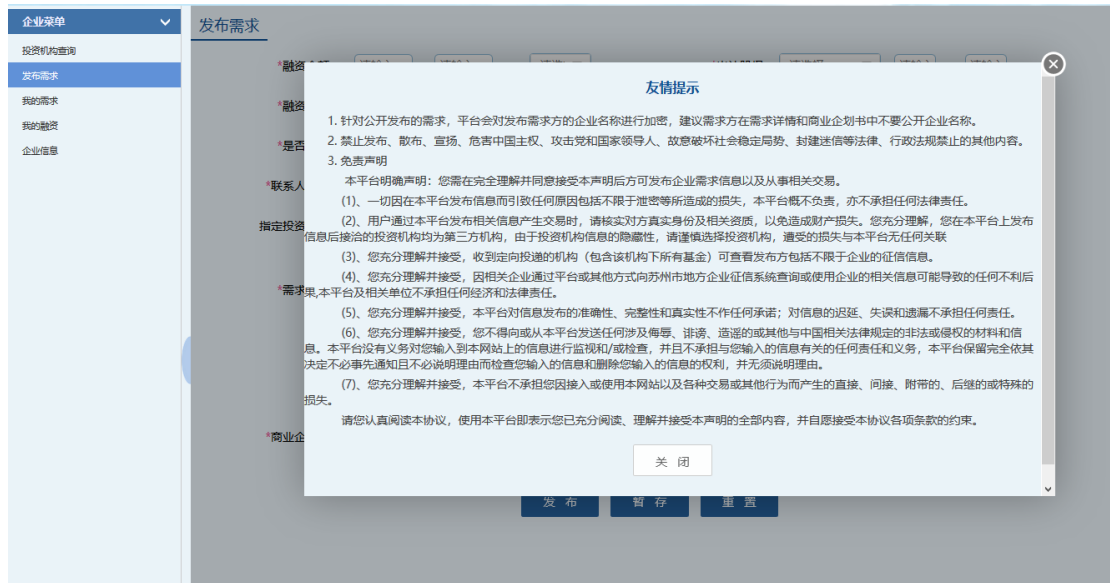 企业菜单
投资机构查询
发布需求
我的需求
我的融资
企业信息
发布需求
*融资
*融资
*是否
*联系人
指定投资
*需求
*商业企
友情提示
1. 针对公开发布的需求，平台会对发布需求方的企业名称进行加密，建议需求方在需求详情和商业企划书中不要公开企业名称。
2. 禁止发布、散布、宣扬、危害中国主权、攻击党和国家领导人、故意破坏社会稳定局势、封建迷信等法律、行政法规禁止的其他内容。
3. 免责声明
本平台明确声明：您需在完全理解并同意接受本声明后方可发布企业需求信息以及从事相关交易。
(1)、一切因在本平台发布信息而引致任何原因包括不限于泄密等所造成的损失，本平台概不负责，亦不承担任何法律责任。
(2)、用户通过本平台发布相关信息产生交易时，请核实对方真实身份及相关资质，以免造成财产损失。您充分理解，您在本平台上发布
信息后接洽的投资机构均为第三方机构，由于投资机构信息的隐藏性，请谨慎选择投资机构，遭受的损失与本平台无任何关联
(3)、您充分理解并接受，收到定向投递的机构（包含该机构下所有基金）可查看发布方包括不限于企业的征信信息。
(4)、您充分理解并接受，因相关企业通过平台或其他方式向苏州市地方企业征信系统查询或使用企业的相关信息可能导致的任何不利后
果,本平台及相关单位不承担任何经济和法律责任。
(5)、您充分理解并接受，本平台对信息发布的准确性、完整性和真实性不作任何承诺；对信息的迟延、失误和遗漏不承担任何责任。
(6)、您充分理解并接受，您不得向或从本平台发送任何涉及侮辱、诽谤、造谣的或其他与中国相关法律规定的非法或侵权的材料和信
息。本平台没有义务对您输入到本网站上的信息进行监视和/或检查，并且不承担与您输入的信息有关的任何责任和义务，本平台保留完全依其
决定不必事先通知且不必说明理由而检查您输入的信息和删除您输入的信息的权利，并无须说明理由。
(7)、您充分理解并接受，本平台不承担您因接入或使用本网站以及各种交易或其他行为而产生的直接、间接、附带的、后继的或特殊的
损失。
请您认真阅读本协议，使用本平台即表示您已充分阅读、理解并接受本声明的全部内容，并自愿接受本协议各项条款的约束。
关 闭
发 布 暂 存 重 置